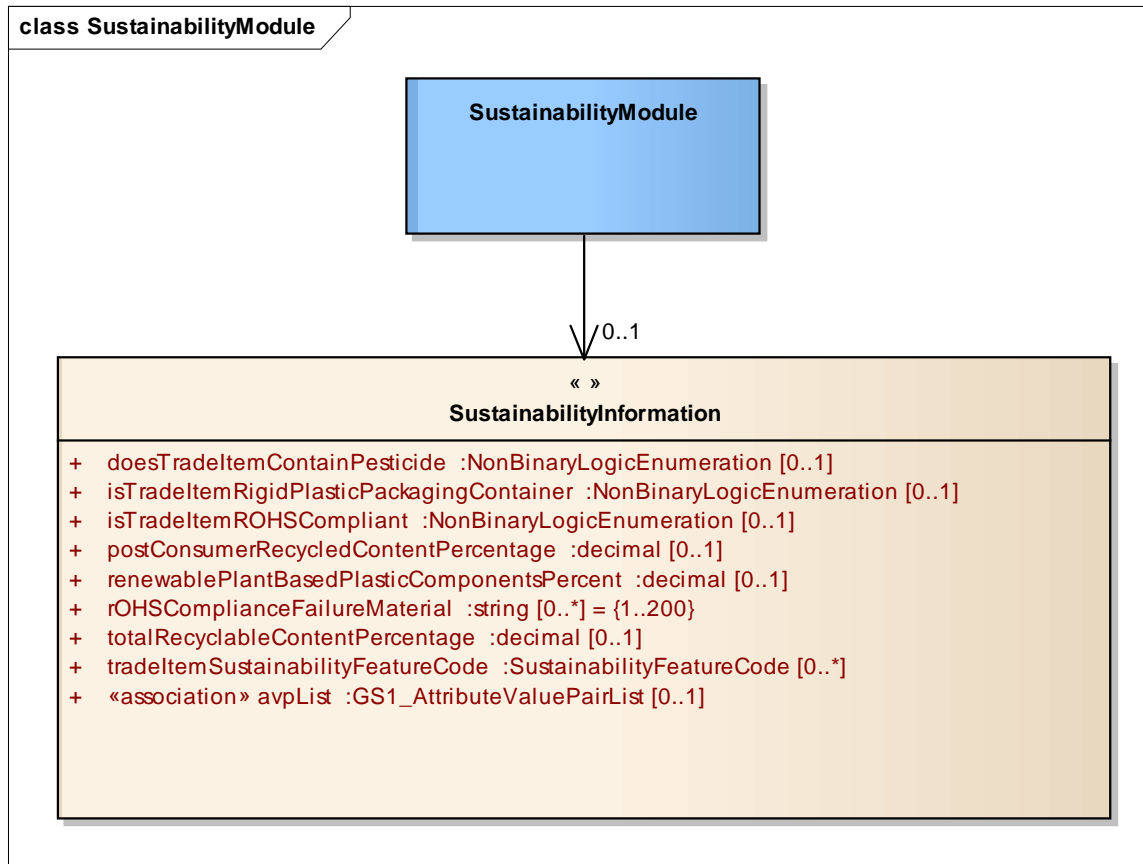 class SustainabilityModule
SustainabilityModule
0..1
« »
SustainabilityInformation
+ doesTradeItemContainPesticide :NonBinaryLogicEnumeration [0..1]
+ isTradeItemRigidPlasticPackagingContainer :NonBinaryLogicEnumeration [0..1]
+ isTradeItemROHSCompliant :NonBinaryLogicEnumeration [0..1]
+ postConsumerRecycledContentPercentage :decimal [0..1]
+ renewablePlantBasedPlasticComponentsPercent :decimal [0..1]
+ rOHSComplianceFailureMaterial :string [0..*] = {1..200}
+ totalRecyclableContentPercentage :decimal [0..1]
+ tradeItemSustainabilityFeatureCode :SustainabilityFeatureCode [0..*]
+ «association» avpList :GS1_AttributeValuePairList [0..1]